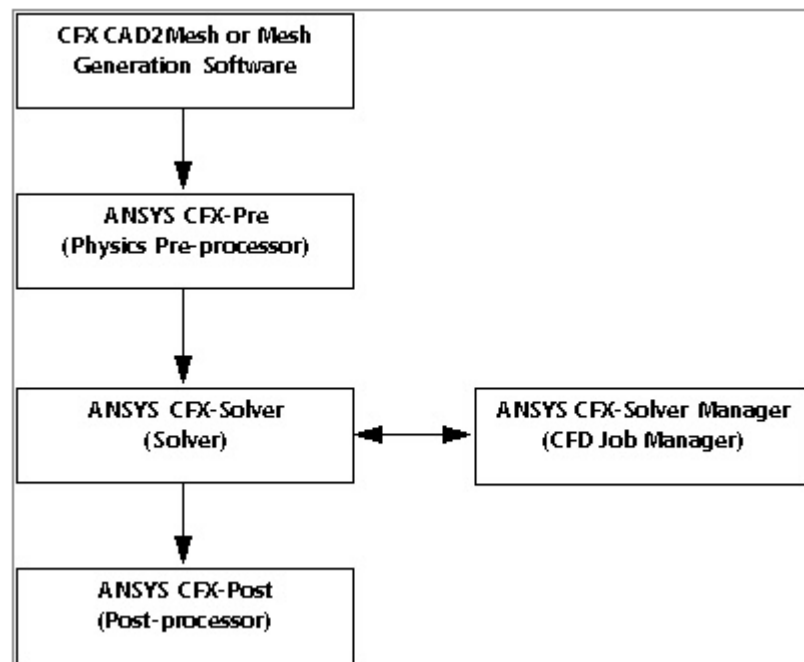 CFX CAD2Mesh or Mesh
Generation Software
ANSYS CFX-Pre
(Physics Pre-processor)
ANSYS CFX-Solver
(Solver)
ANSYS CFX-Solver Manager
(CFD Job Manager)
ANSYS CFX-Post
(Post-processor)